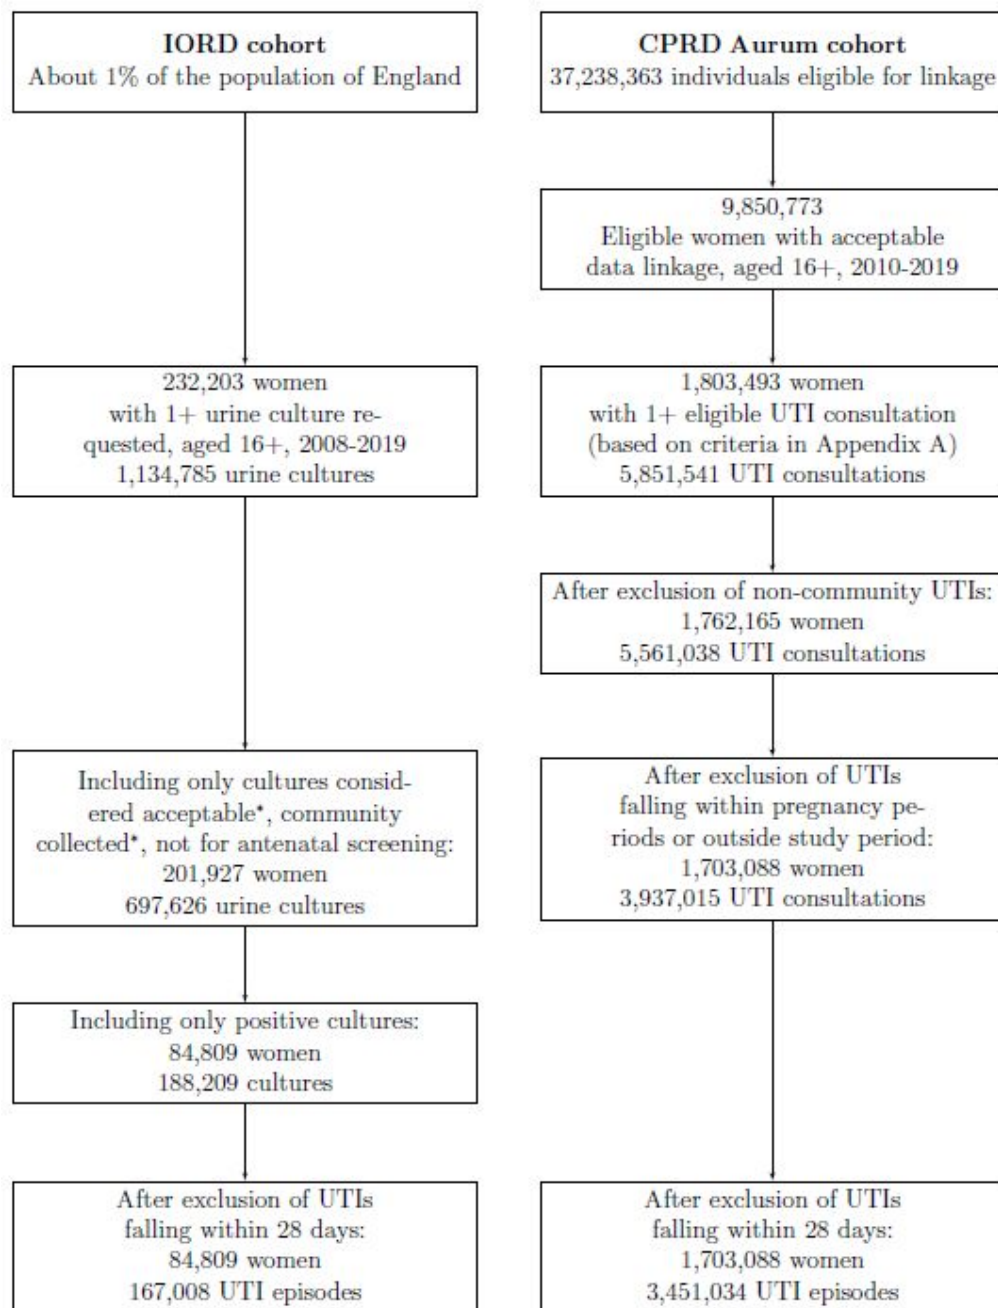 IORD cohort
About 1% of the population of England
CPRD Aurum cohort
37,238,363 individuals eligible for linkage
9,850,773
Eligible women with acceptable
data linkage, aged 16+, 2010-2019
232,203 women
with 1+ urine culture re-
quested, aged 16+, 2008-2019
1,134,785 urine cultures
1,803,493 women
with 1+ eligible UTI consultation
(based on criteria in Appendix A)
5,851,541 UTI consultations
After exclusion of non-community UTIs:
1,762,165 women
5,561,038 UTI consultations
Including only cultures consid-
ered acceptable*, community
collected*, not for antenatal screening:
201,927 women
697,626 urine cultures
After exclusion of UTIs
falling within pregnancy pe-
riods or outside study period:
1,703,088 women
3,937,015 UTI consultations
Including only positive cultures:
84,809 women
188,209 cultures
After exclusion of UTIs
falling within 28 days:
84,809 women
167,008 UTI episodes
After exclusion of UTIs
falling within 28 days:
1,703,088 women
3,451,034 UTI episodes